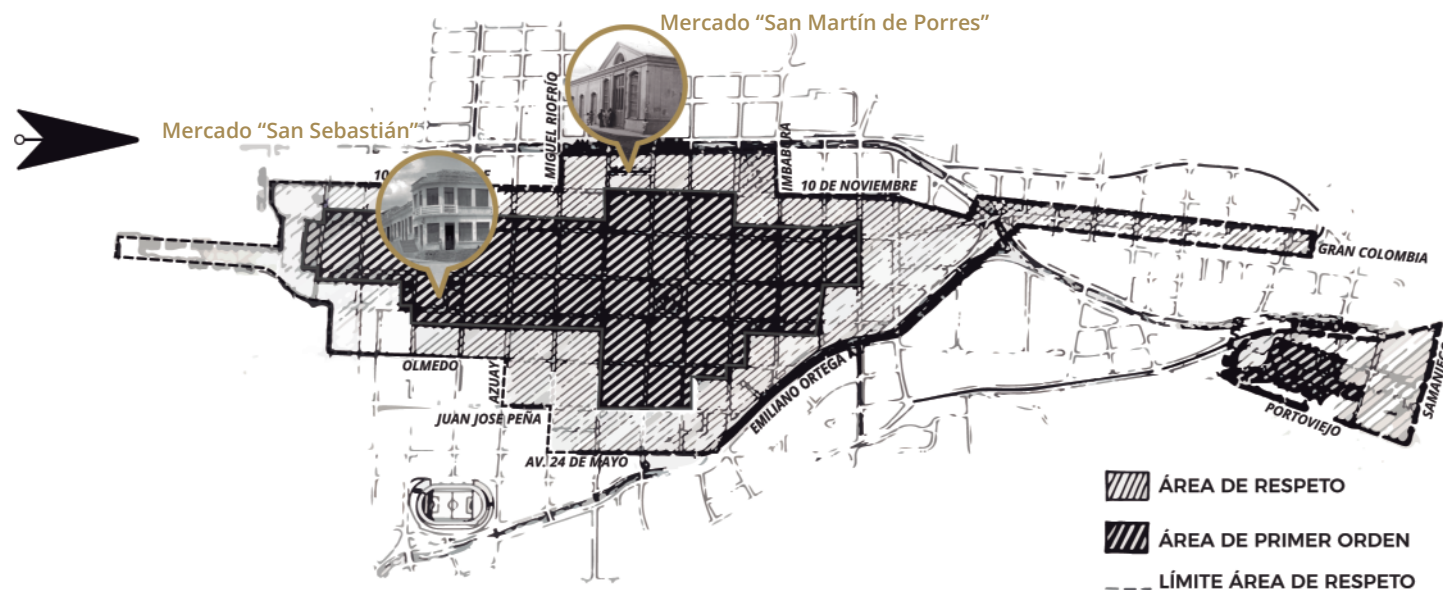 Mercado “San Martín de Porres”
Mercado “San Sebastián”
MIGUEL RIOFRÍO
IMBABURA
10
10 DE NOVIEMBRE
GRAN COLOMBIA
OLMEDO
AZUAY
JUAN JOSE PEÑA
AV. 24 DE MAYO
EMILIANO ORTEGA
PORTOVIEJO
SAMANIEGO
ÁREA DE RESPETO
ÁREA DE PRIMER ORDEN
LÍMITE ÁREA DE RESPETO